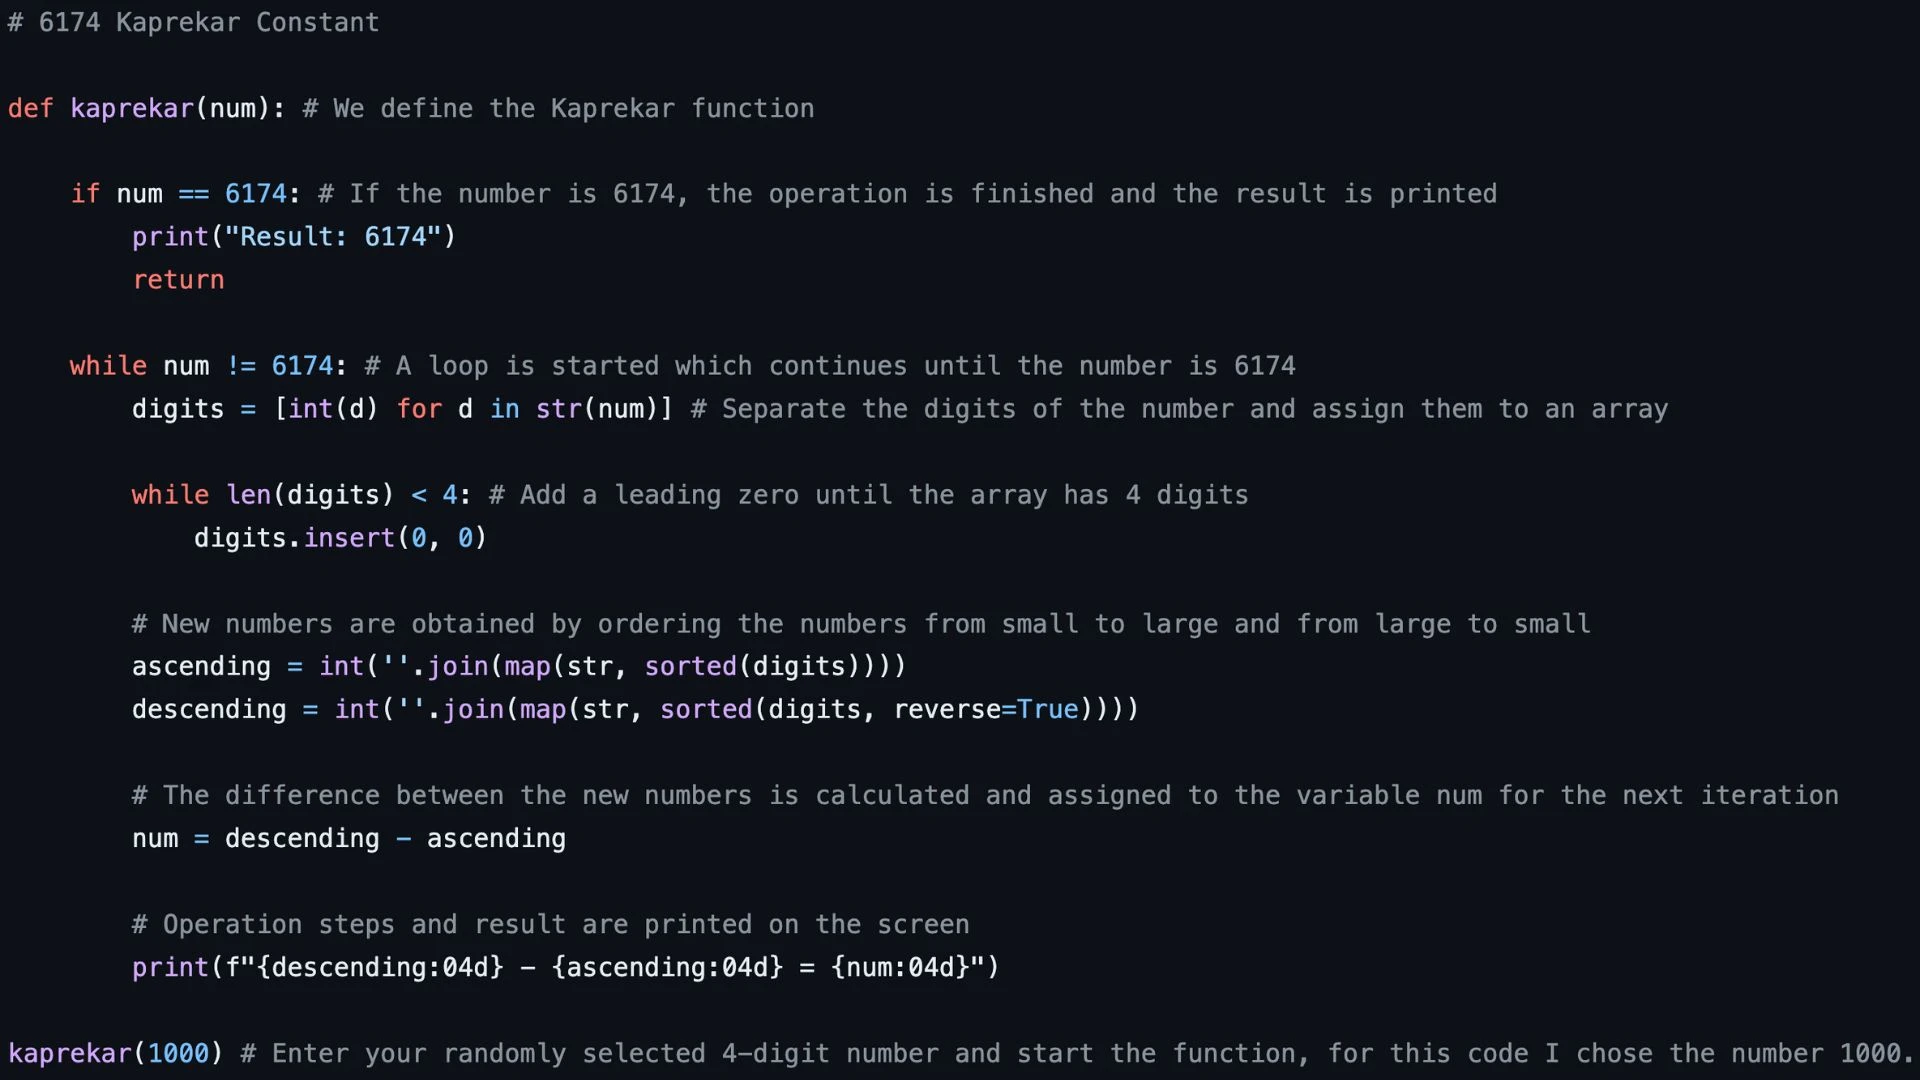 # 6174 Kaprekar Constant
def kaprekar(num): # We define the Kaprekar function
    if num == 6174: # If the number is 6174, the operation is finished and the result is printed
        print("Result: 6174")
        return
    while num != 6174: # A loop is started which continues until the number is 6174
        digits = [int(d) for d in str(num)] # Separate the digits of the number and assign them to an array
        while len(digits) < 4: # Add a leading zero until the array has 4 digits
            digits.insert(0, 0)
        # New numbers are obtained by ordering the numbers from small to large and from large to small
        ascending = int(''.join(map(str, sorted(digits))))
        descending = int(''.join(map(str, sorted(digits, reverse=True))))
        # The difference between the new numbers is calculated and assigned to the variable num for the next iteration
        num = descending - ascending
        # Operation steps and result are printed on the screen
        print(f"{descending:04d} - {ascending:04d} = {num:04d}")
kaprekar(1000) # Enter your randomly selected 4-digit number and start the function, for this code I chose the number 1000.